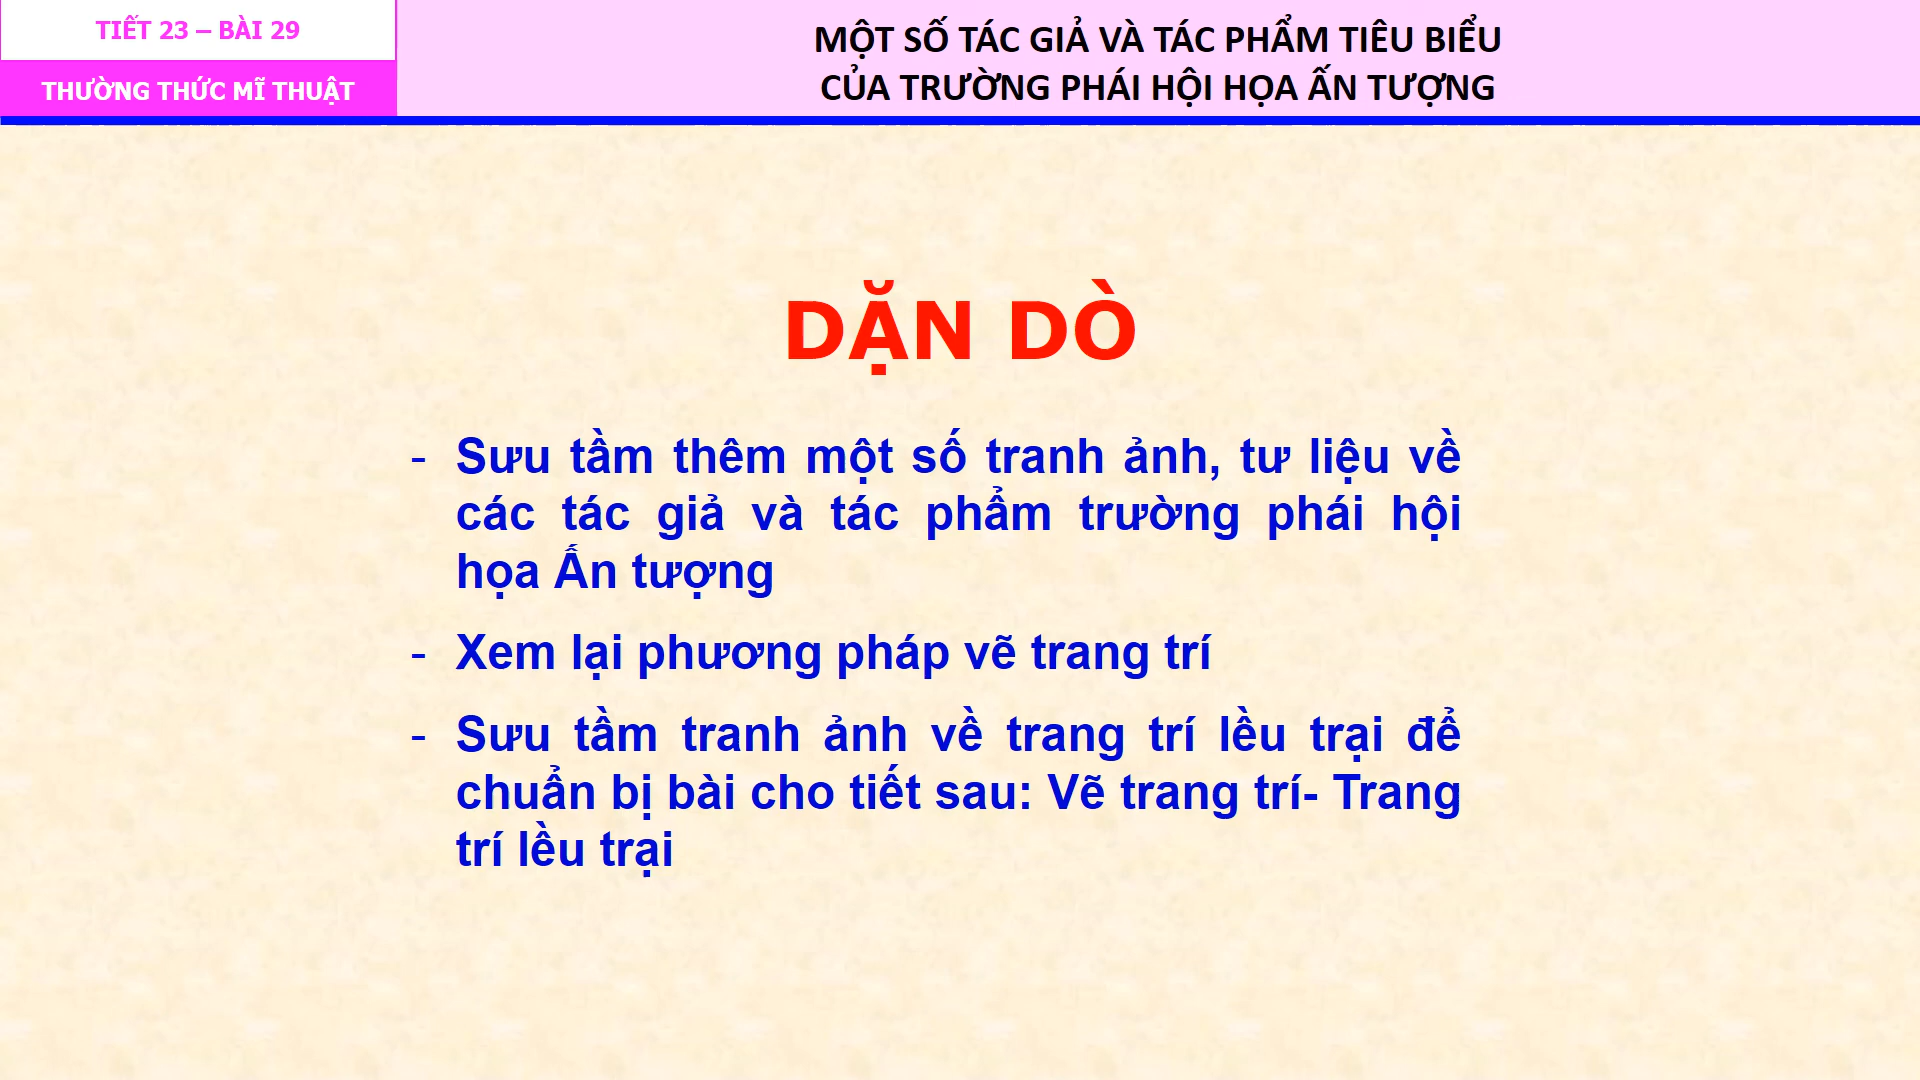 TIẾT 23 – BÀI 29
THƯỜNG THỨC MĨ THUẬT
MỘT SỐ TÁC GIẢ VÀ TÁC PHẨM TIÊU BIỂU
CỦA TRƯỜNG PHÁI HỘI HỌA ẤN TƯỢNG
DẶN DÒ
- Sưu tầm thêm một số tranh ảnh, tư liệu về
các tác giả và tác phẩm trường phái hội
họa Ấn tượng
- Xem lại phương pháp vẽ trang trí
- Sưu tầm tranh ảnh về trang trí lều trại để
chuẩn bị bài cho tiết sau: Vẽ trang trí- Trang
trí lều trại